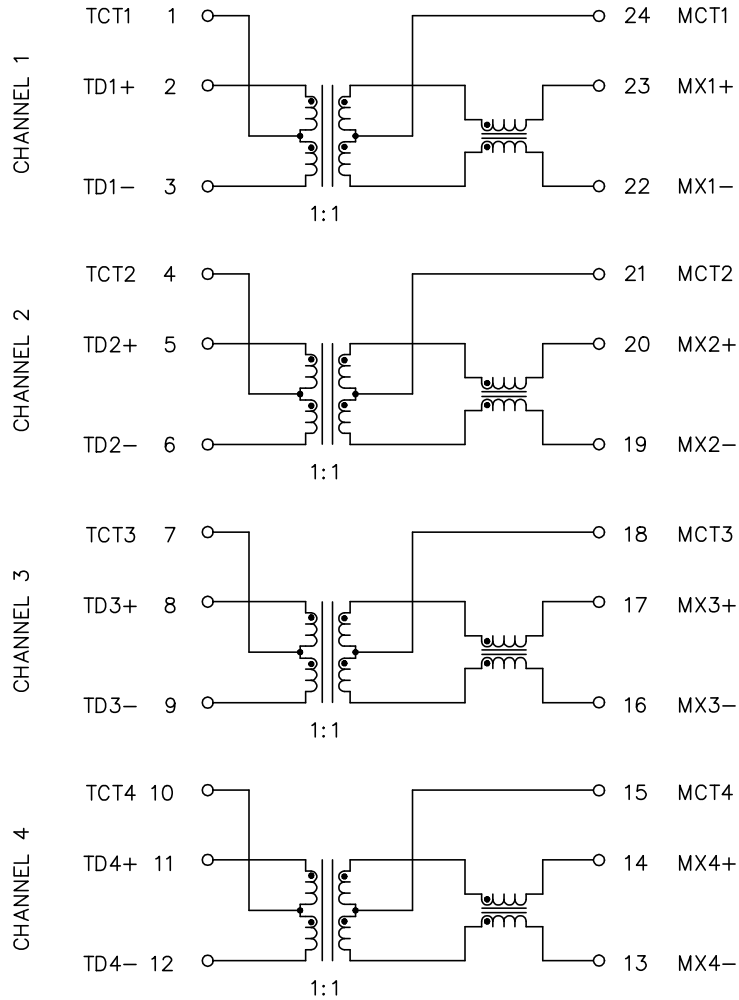 CHANNEL 1
TCT1 1 24 MCT1
TD1+ 2 23 MX1+
TD1− 3 22 MX1−
1:1
CHANNEL 2
TCT2 4 21 MCT2
TD2+ 5 20 MX2+
TD2− 6 19 MX2−
1:1
CHANNEL 3
TCT3 7 18 MCT3
TD3+ 8 17 MX3+
TD3− 9 16 MX3−
1:1
CHANNEL 4
TCT4 10 15 MCT4
TD4+ 11 14 MX4+
TD4− 12 13 MX4−
1:1